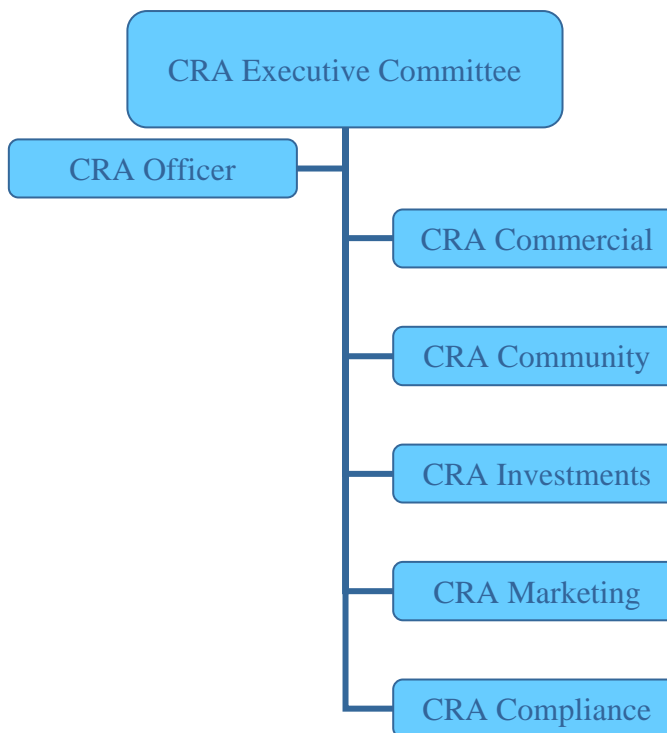 CRA Executive Committee
CRA Officer
CRA Commercial
CRA Community
CRA Investments
CRA Marketing
CRA Compliance